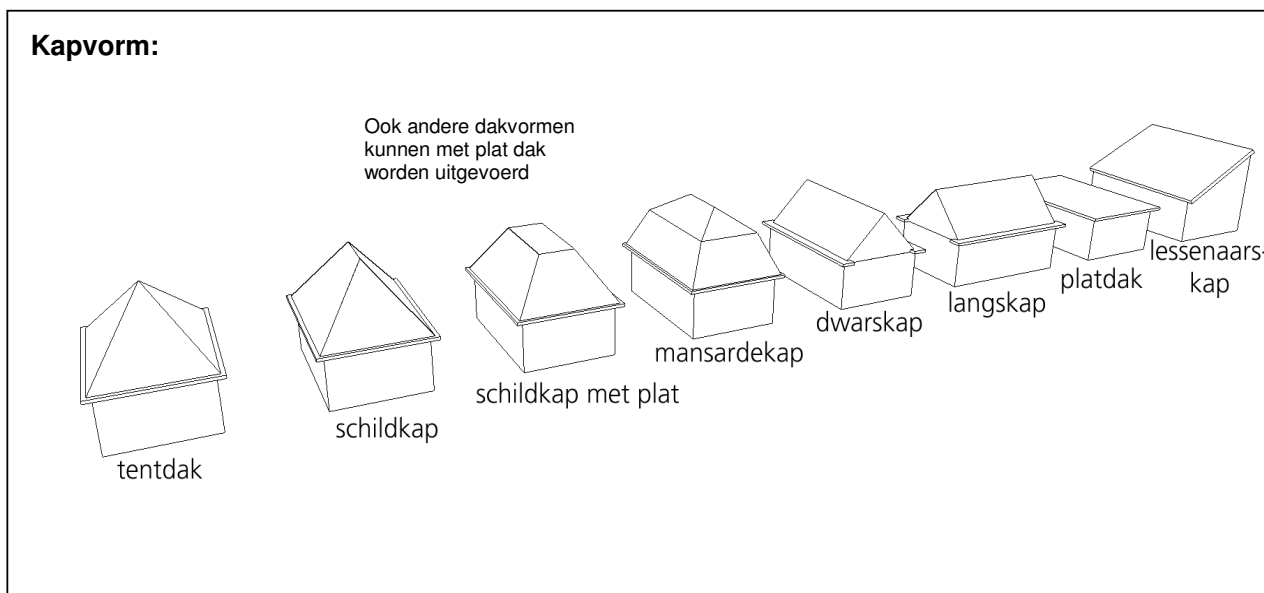 Kapvorm:
Ook andere dakvormen
kunnen met plat dak
worden uitgevoerd
tentdak
schildkap
schildkap met plat
mansardekap
dwarskap
langskap
platdak
lessenaars-
kap